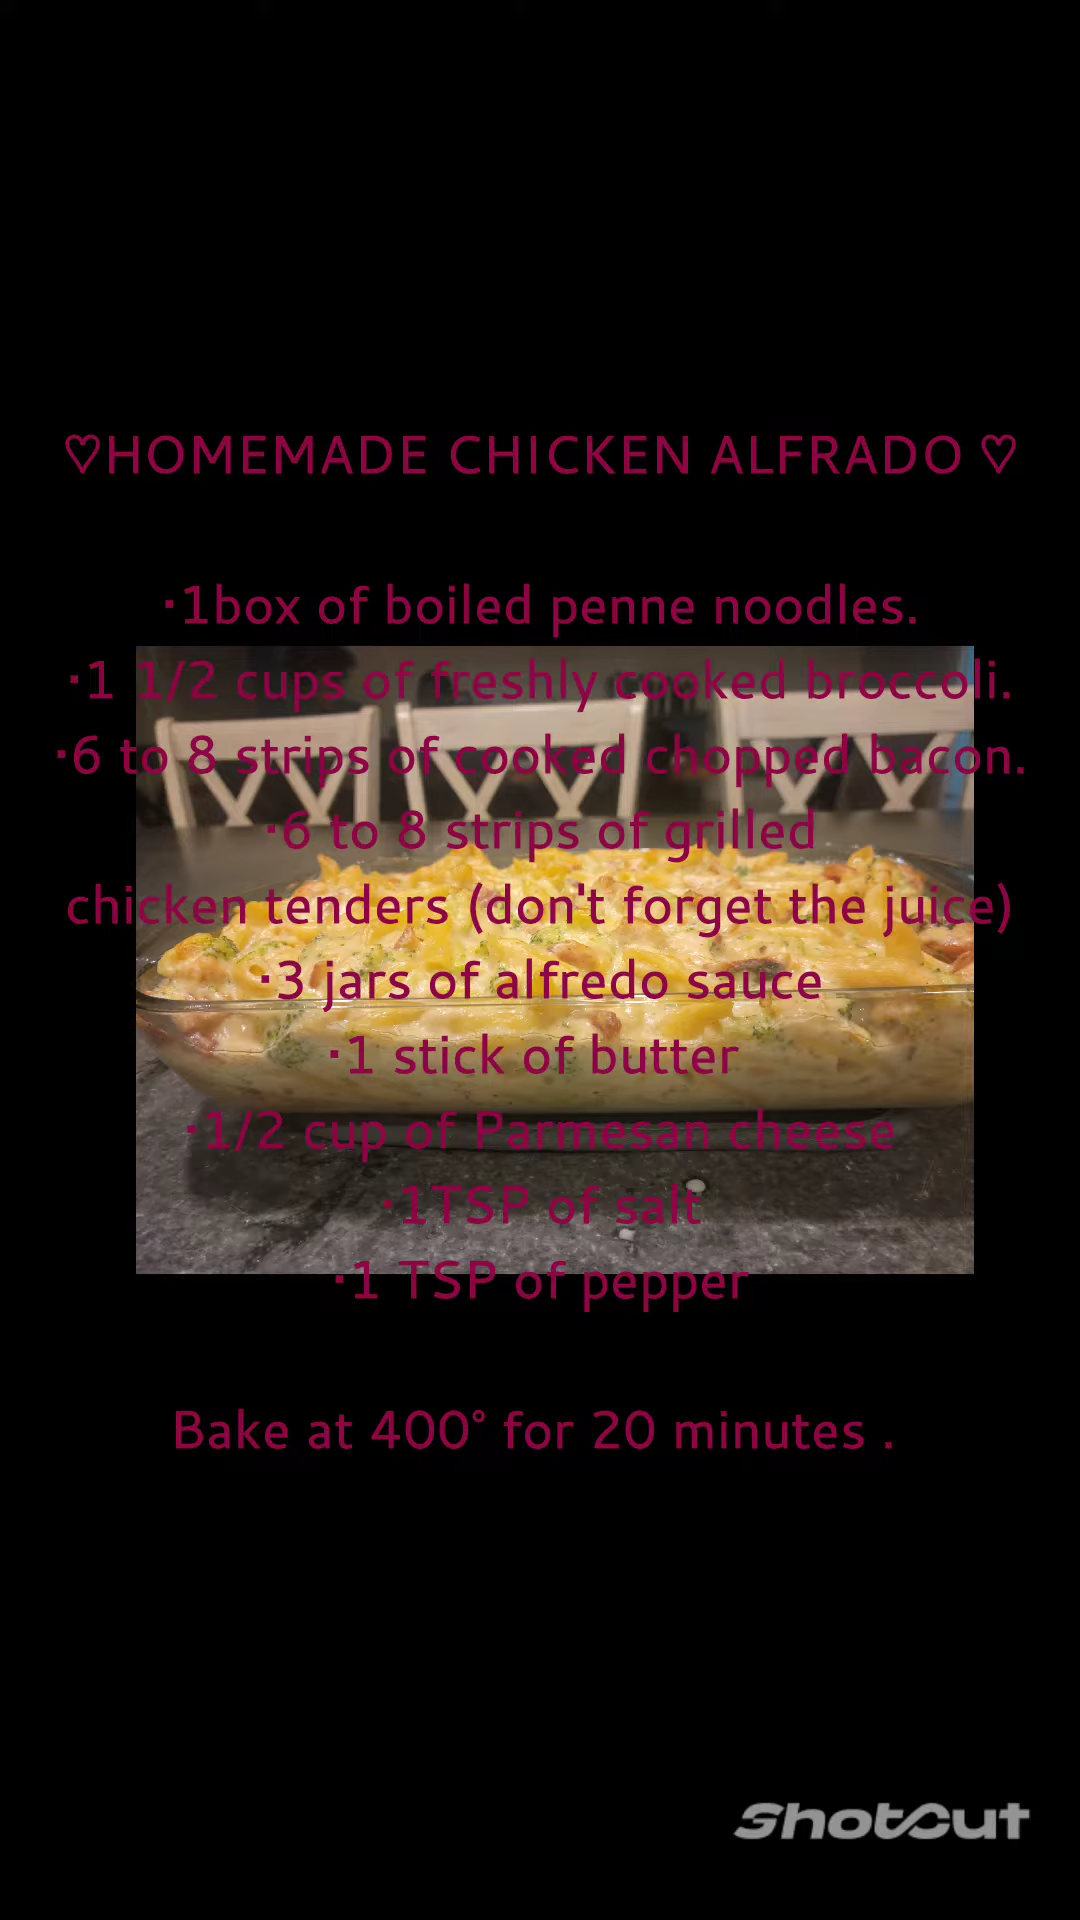 ♡HOMEMADE CHICKEN ALFRADO ♡
·1box of boiled penne noodles.
·1 1/2 cups of freshly cooked broccoli.
·6 to 8 strips of cooked chopped bacon.
·6 to 8 strips of grilled
chicken tenders (don't forget the juice)
·3 jars of alfredo sauce
·1 stick of butter
·1/2 cup of Parmesan cheese
·1TSP of salt
·1 TSP of pepper
Bake at 400° for 20 minutes .
ShotCut